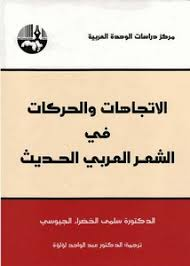 مركز دراسات الوحدة العربية
الاتجاهات والحركات
في
الشعر العربي الحديث
الدكتورة سلمى الخضراء الجيوسي
ترجمة: الدكتور عبد الواحد لؤلؤة